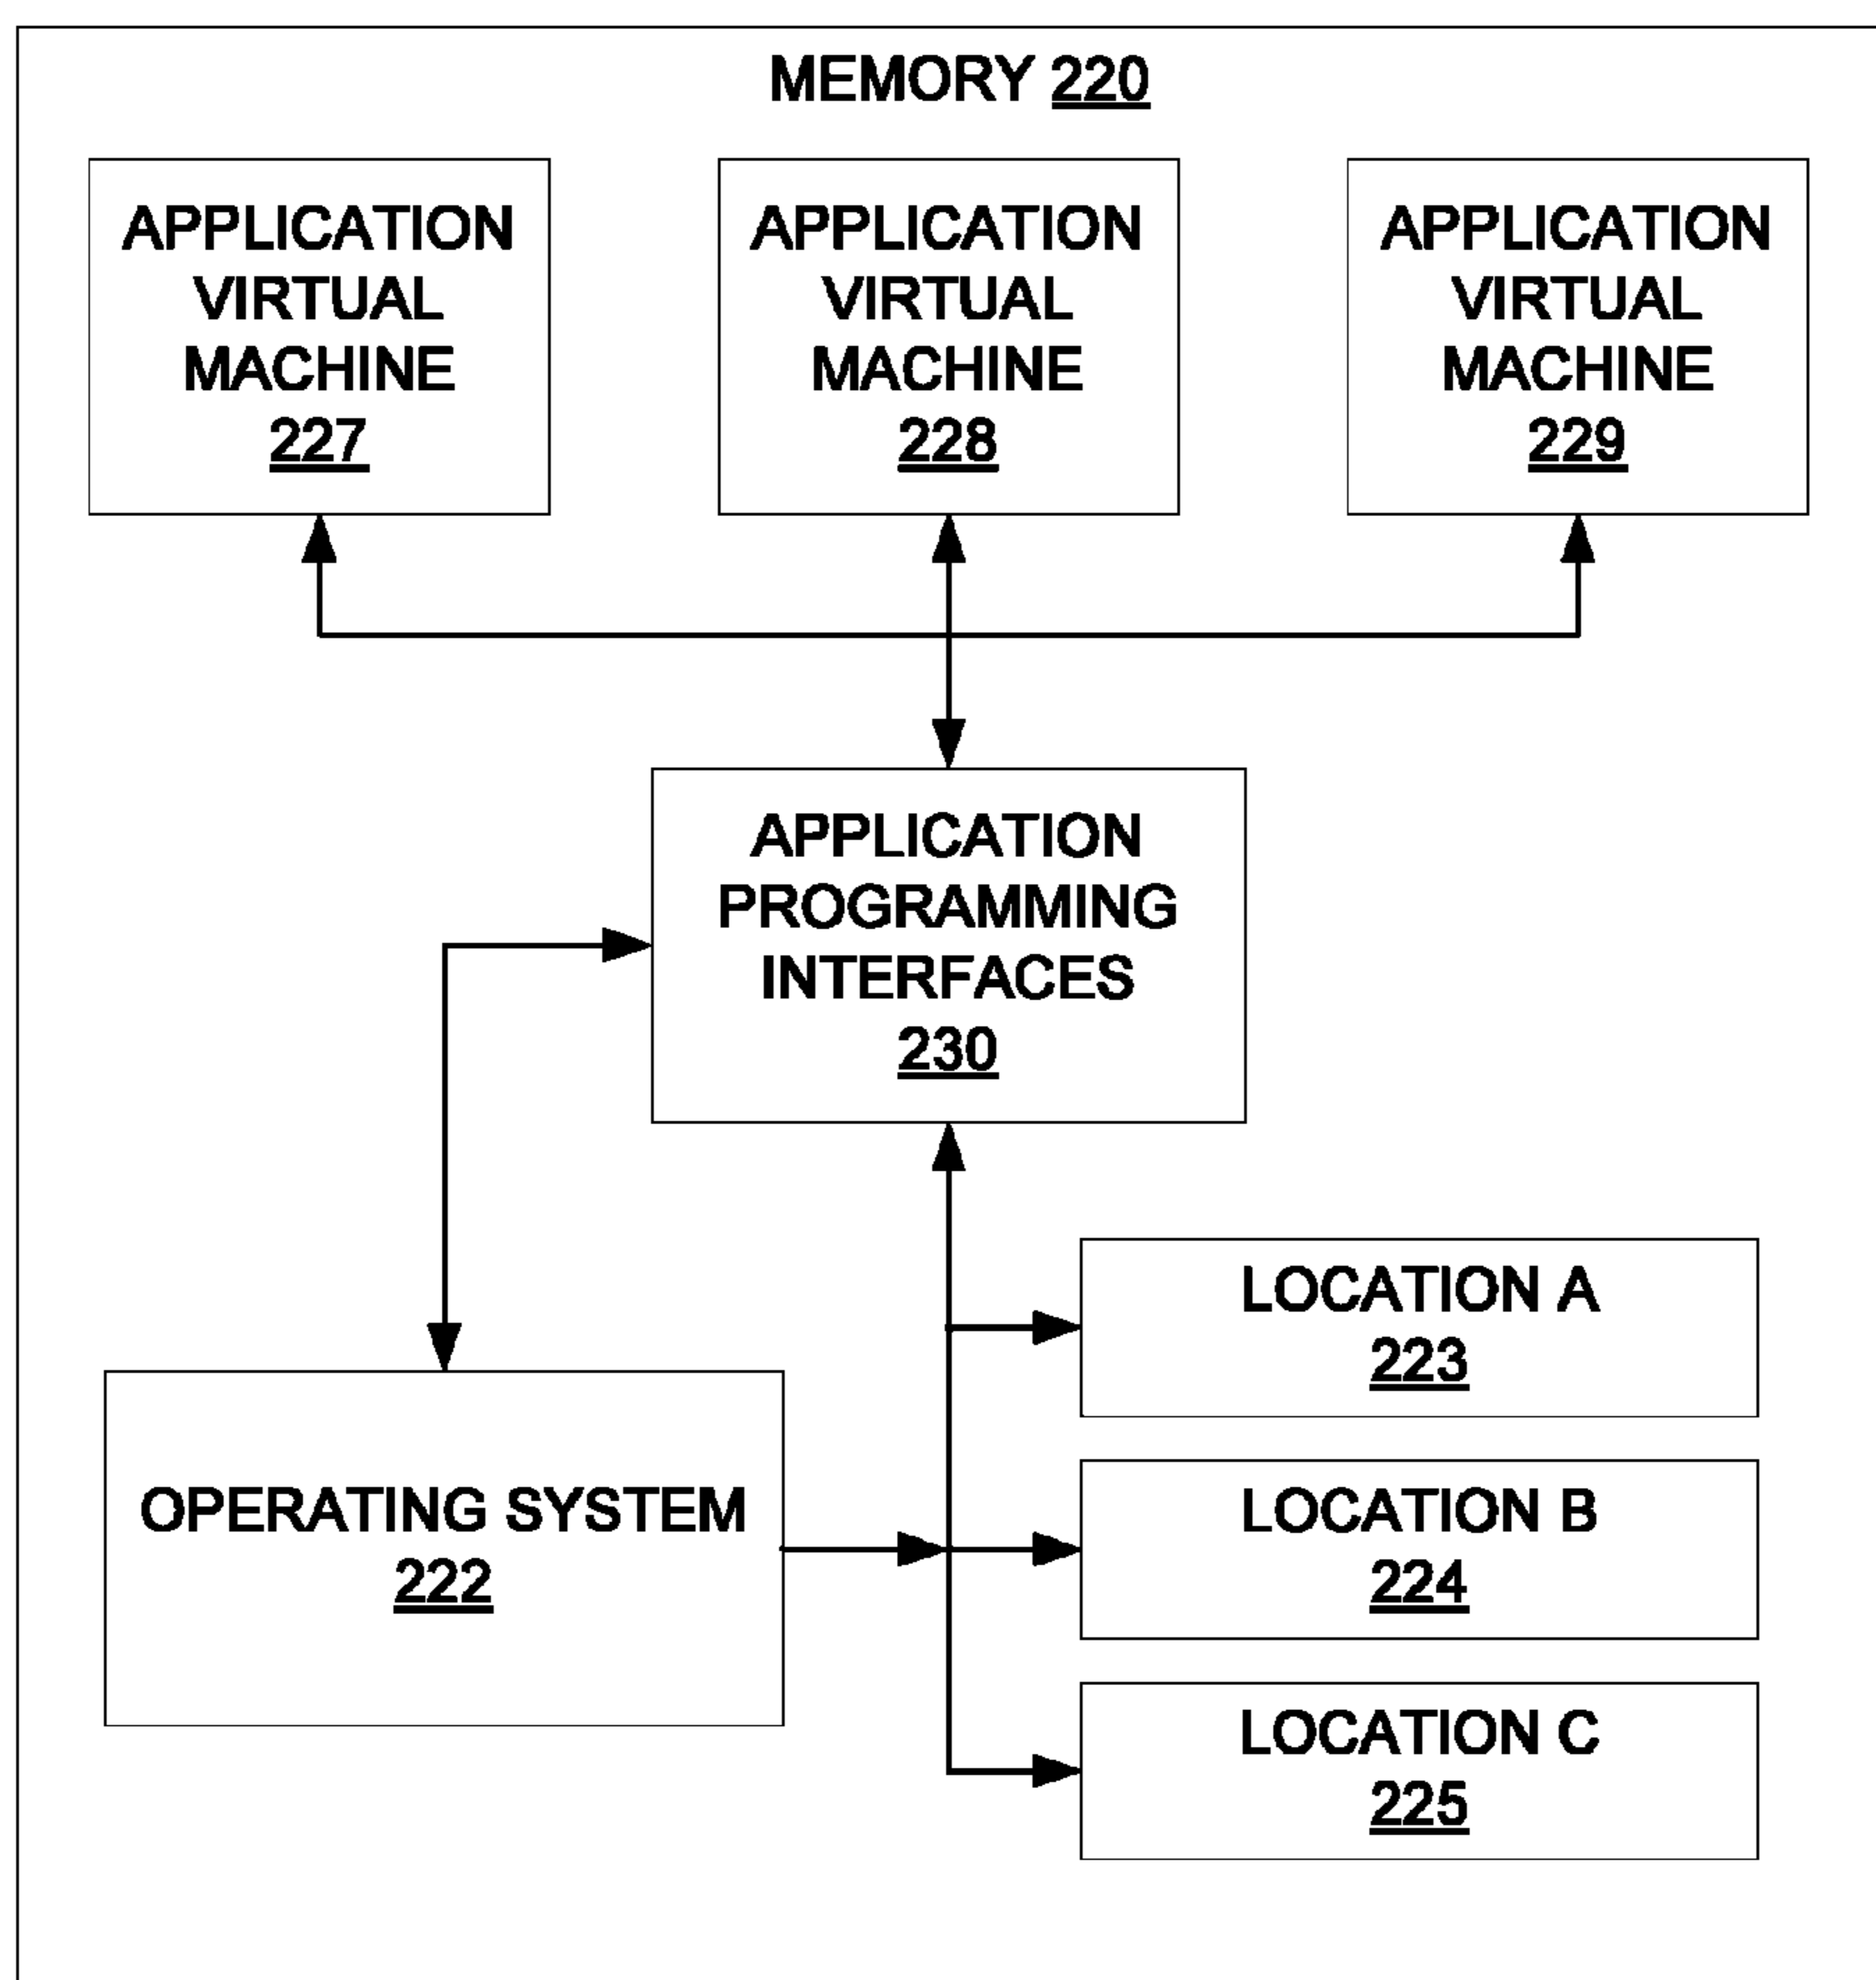 MEMORY 220
APPLICATION
VIRTUAL
MACHINE
227
APPLICATION
VIRTUAL
MACHINE
228
APPLICATION
VIRTUAL
MACHINE
229
APPLICATION
PROGRAMMING
INTERFACES
230
OPERATING SYSTEM
222
LOCATION A
223
LOCATION B
224
LOCATION C
225